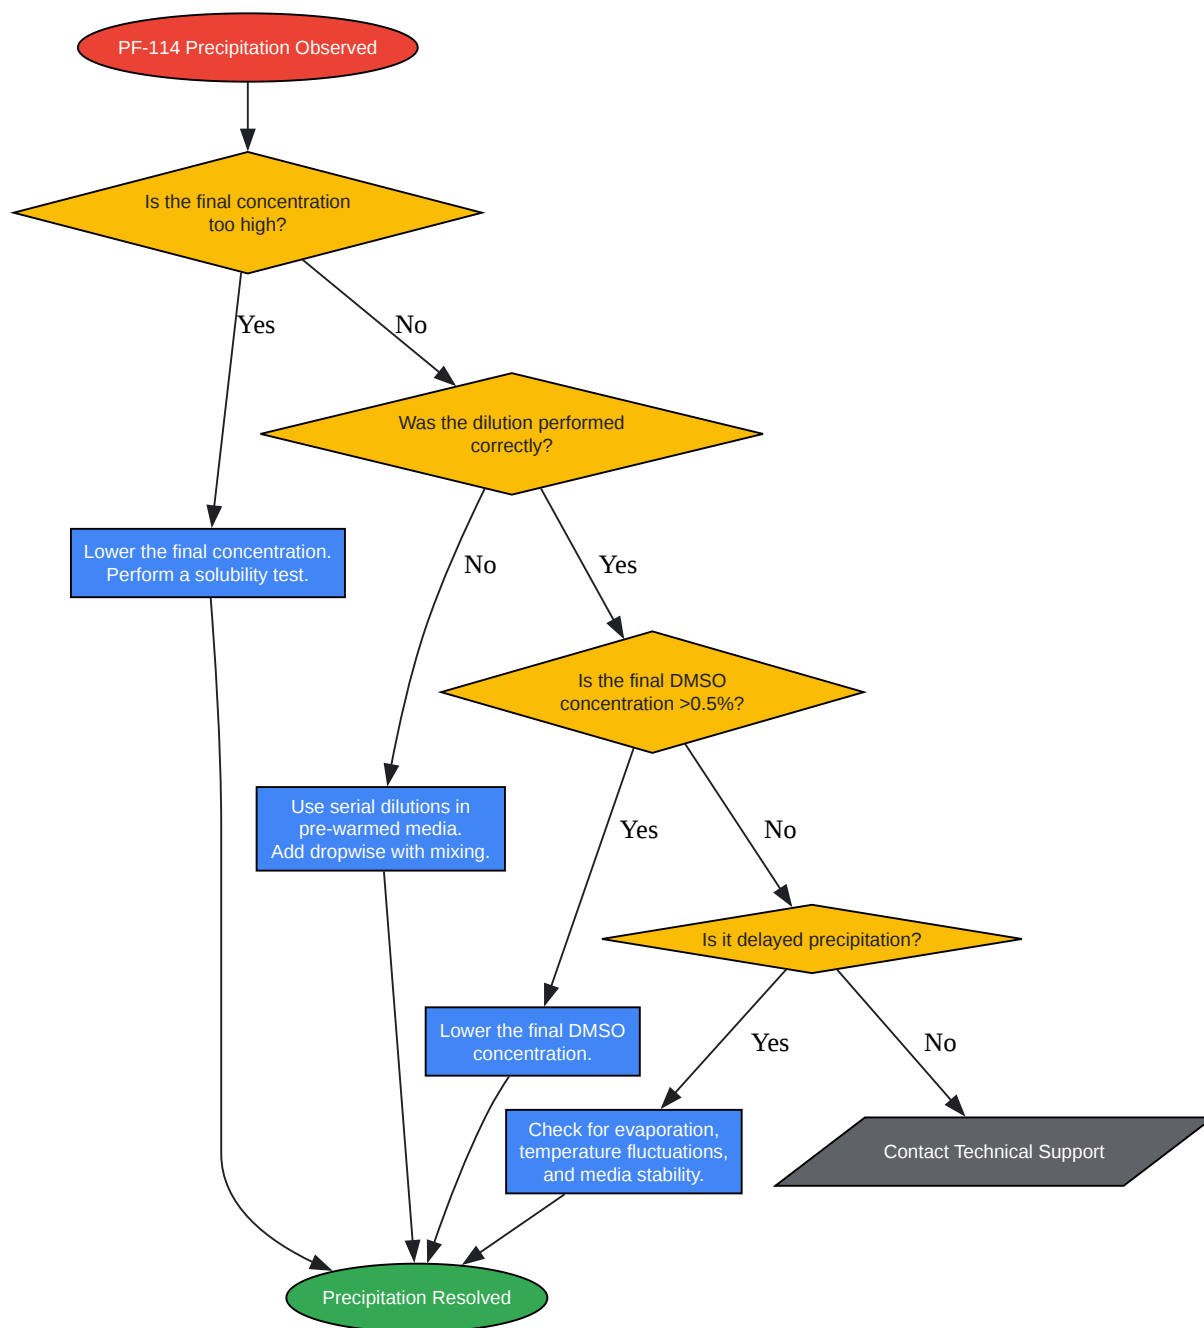 PF-114 Precipitation Observed
Is the final concentration
too high?
Yes
No
Was the dilution performed
correctly?
Lower the final concentration.
Perform a solubility test.
No
Yes
Is the final DMSO
concentration >0.5%?
Use serial dilutions in
pre-warmed media.
Add dropwise with mixing.
Yes
No
Is it delayed precipitation?
Lower the final DMSO
concentration.
Yes
No
Check for evaporation,
temperature fluctuations,
and media stability.
Contact Technical Support
Precipitation Resolved